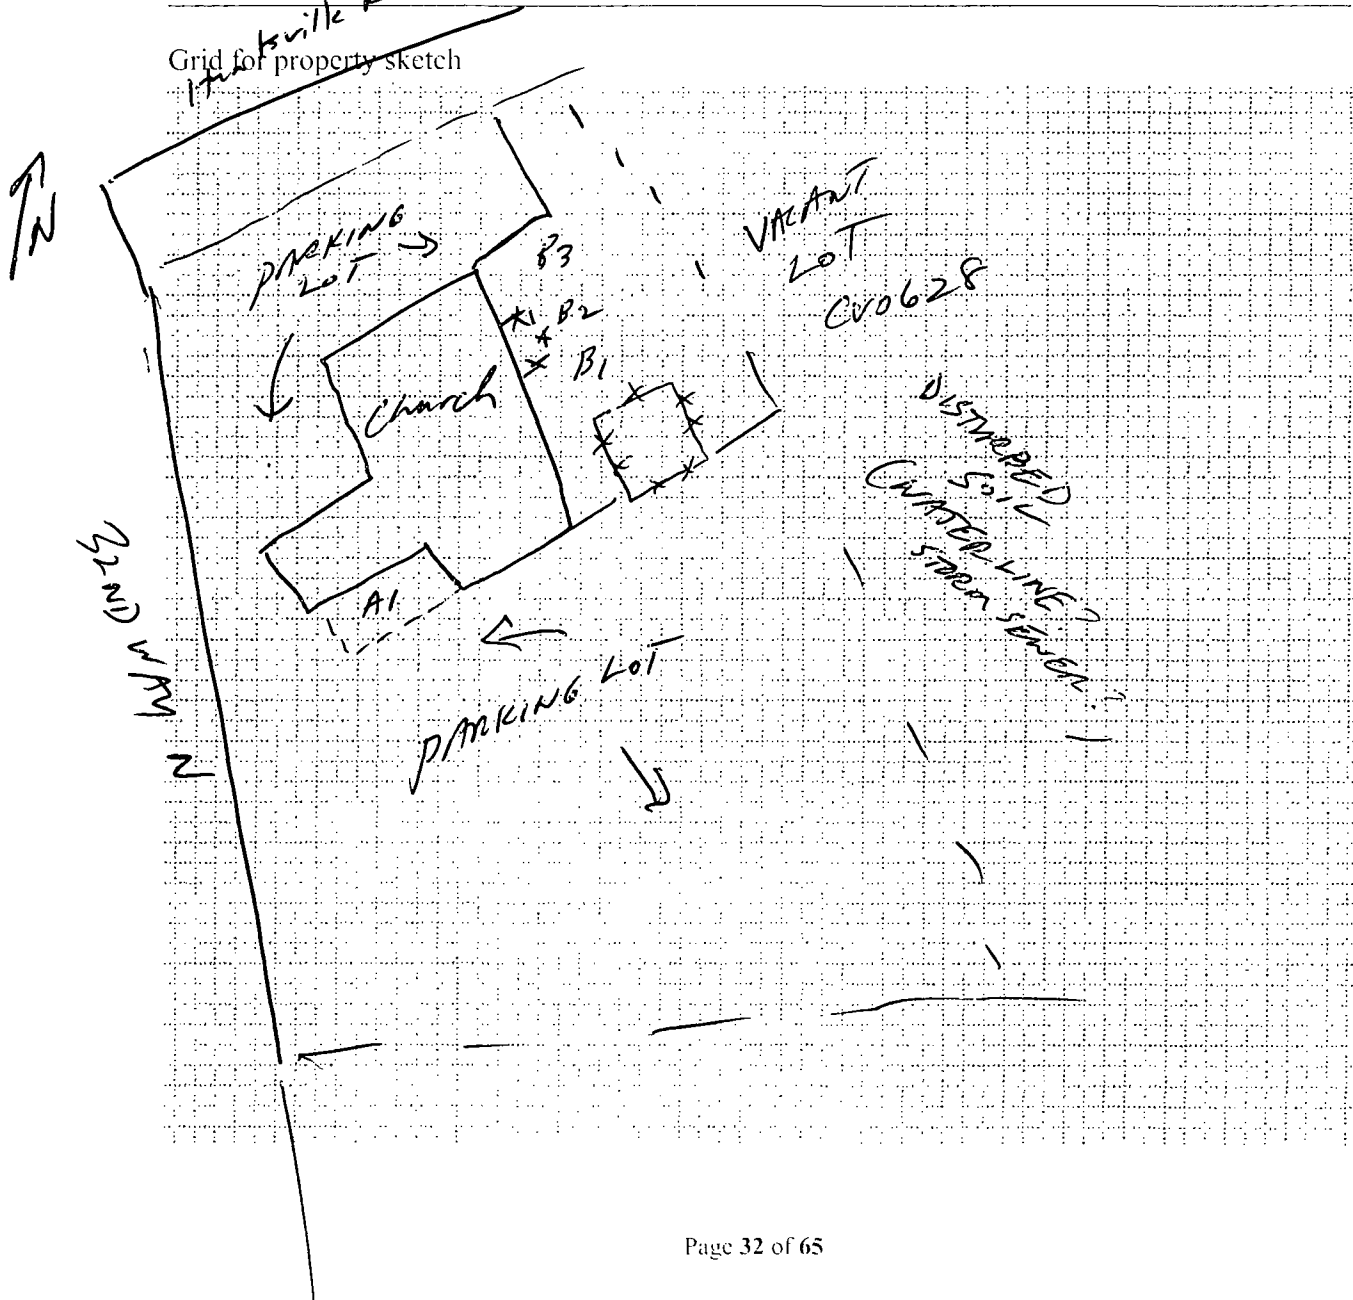 Huntsville
Grid for property sketch
N
PARKING
LOT
VACANT
LOT
CV0628
B3
B2
B1
Church
DISTURBED
SOIL
(WATER LINE?
STORM SEWER?)
A1
PARKING LOT
Page 32 of 65